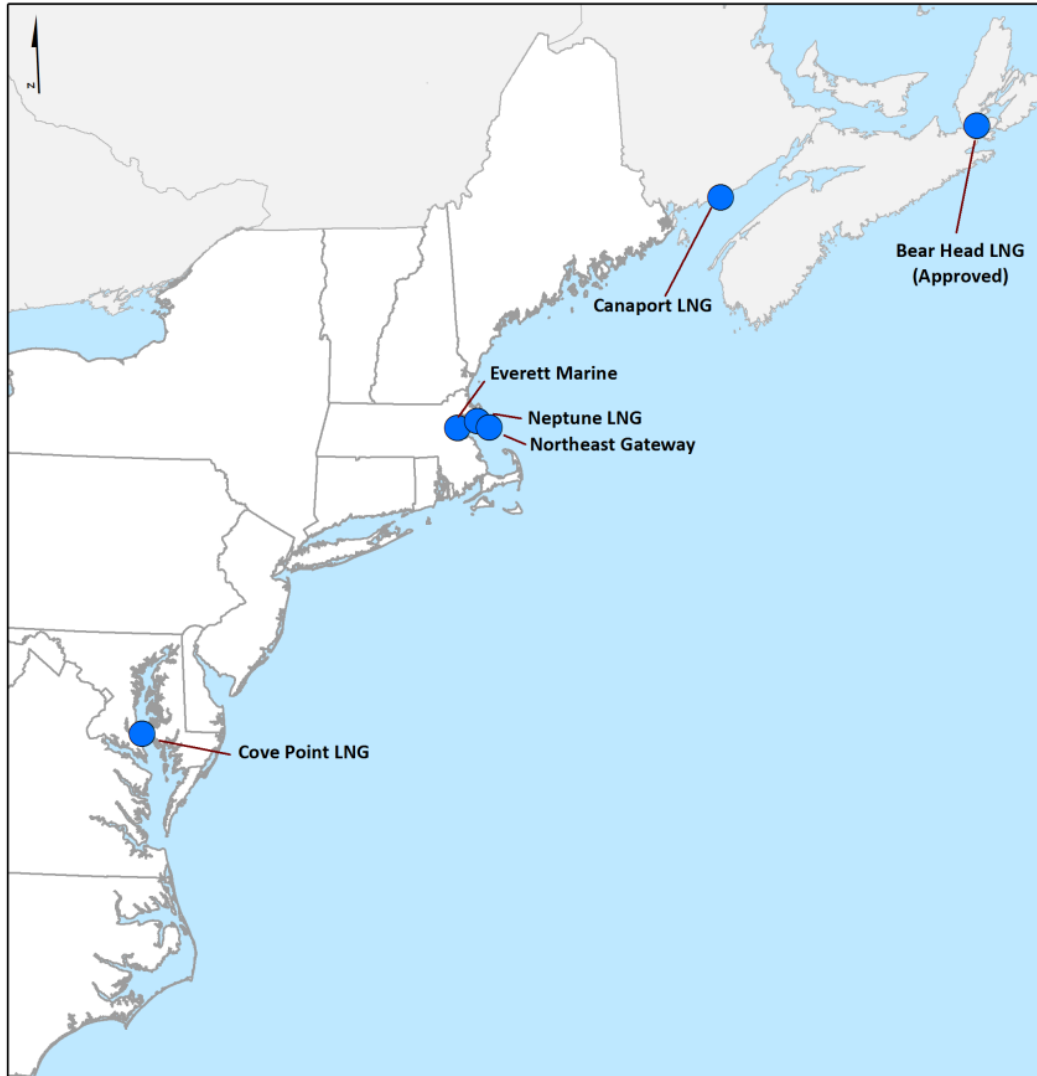 N
Bear Head LNG
(Approved)
Canaport LNG
Everett Marine
Neptune LNG
Northeast Gateway
Cove Point LNG